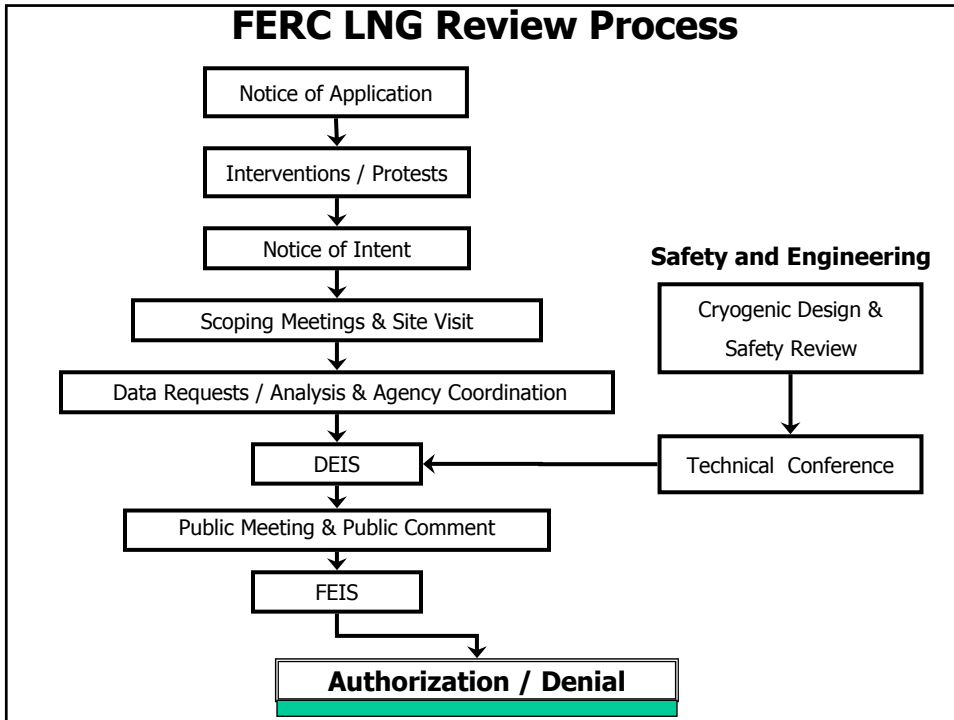 FERC LNG Review Process
Notice of Application
Interventions / Protests
Notice of Intent
Scoping Meetings & Site Visit
Data Requests / Analysis & Agency Coordination
DEIS
Public Meeting & Public Comment
FEIS
Authorization / Denial
Safety and Engineering
Cryogenic Design &
Safety Review
Technical Conference